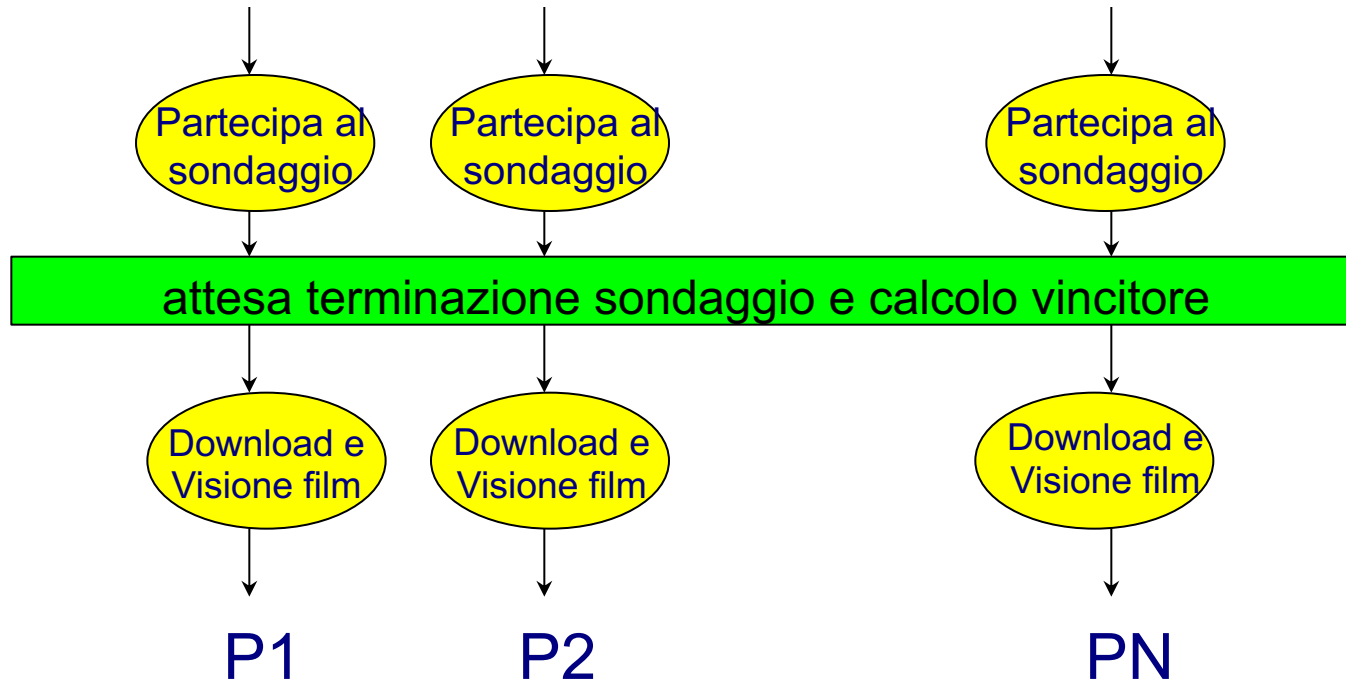 Partecipa al
sondaggio
Partecipa al
sondaggio
Partecipa al
sondaggio
attesa terminazione sondaggio e calcolo vincitore
Download e
Visione film
Download e
Visione film
Download e
Visione film
P1
P2
PN